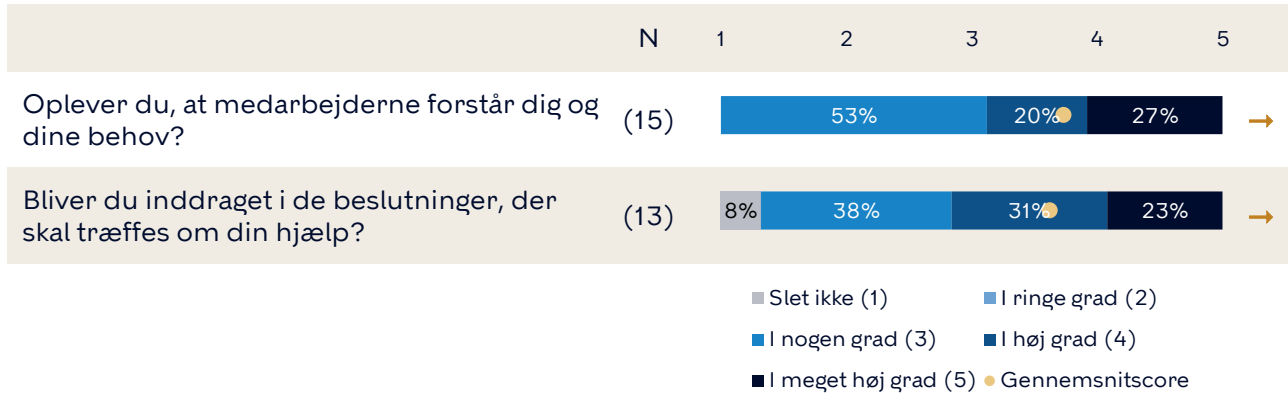 N 1 2 3 4 5
Oplever du, at medarbejderne forstår dig og
dine behov?
(15) 53% 20% 27% →
Bliver du inddraget i de beslutninger, der
skal træffes om din hjælp?
(13) 8% 38% 31% 23% →
Slet ikke (1) I ringe grad (2)
I nogen grad (3) I høj grad (4)
I meget høj grad (5) Gennemsnitscore